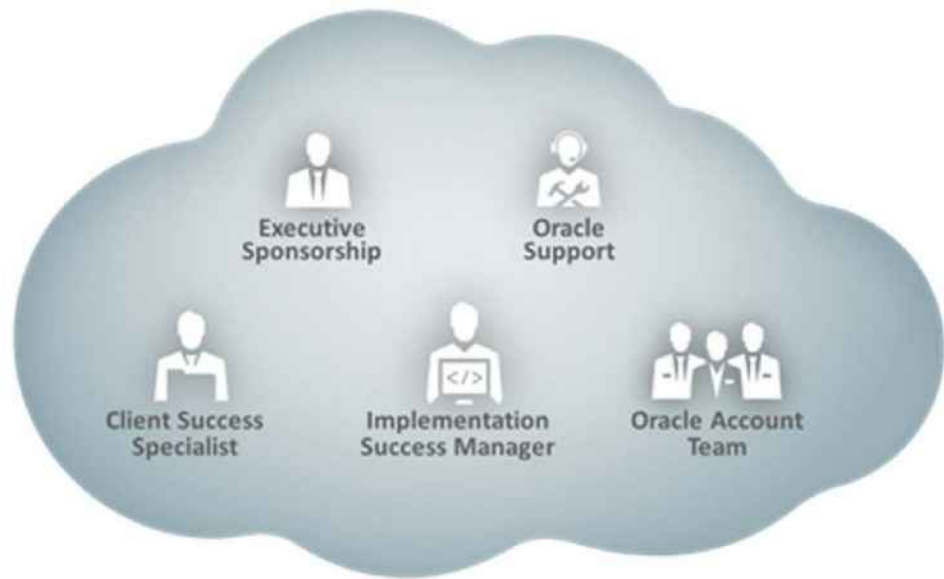 Executive
Sponsorship
Oracle
Support
Client Success
Specialist
</>
Implementation
Success Manager
Oracle Account
Team